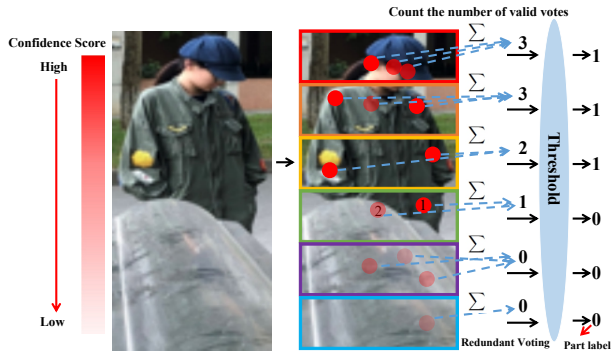 Count the number of valid votes
Confidence Score
High
Low
∑
3
1
∑
3
1
∑
2
1
∑
1
0
2
1
∑
0
0
∑
0
0
Threshold
Redundant Voting
Part label